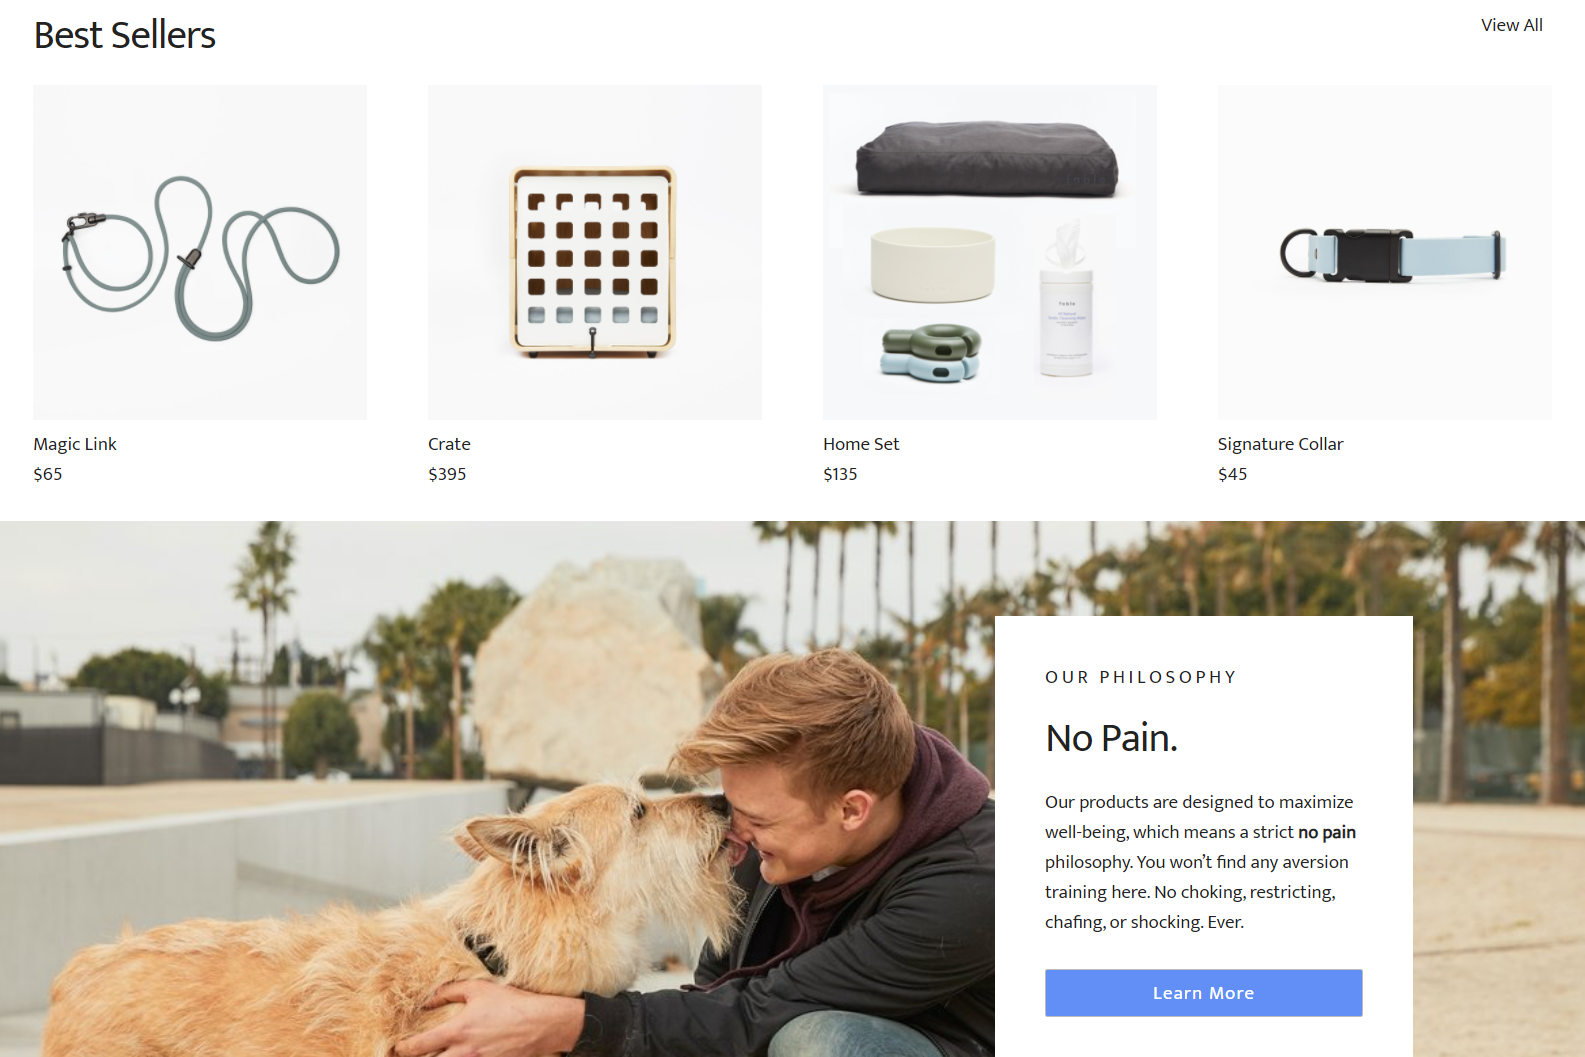 Best Sellers
View All
Magic Link
$65
Crate
$395
Home Set
$135
Signature Collar
$45
OUR PHILOSOPHY
No Pain.
Our products are designed to maximize
well-being, which means a strict no pain
philosophy. You won’t find any aversion
training here. No choking, restricting,
chafing, or shocking. Ever.
Learn More